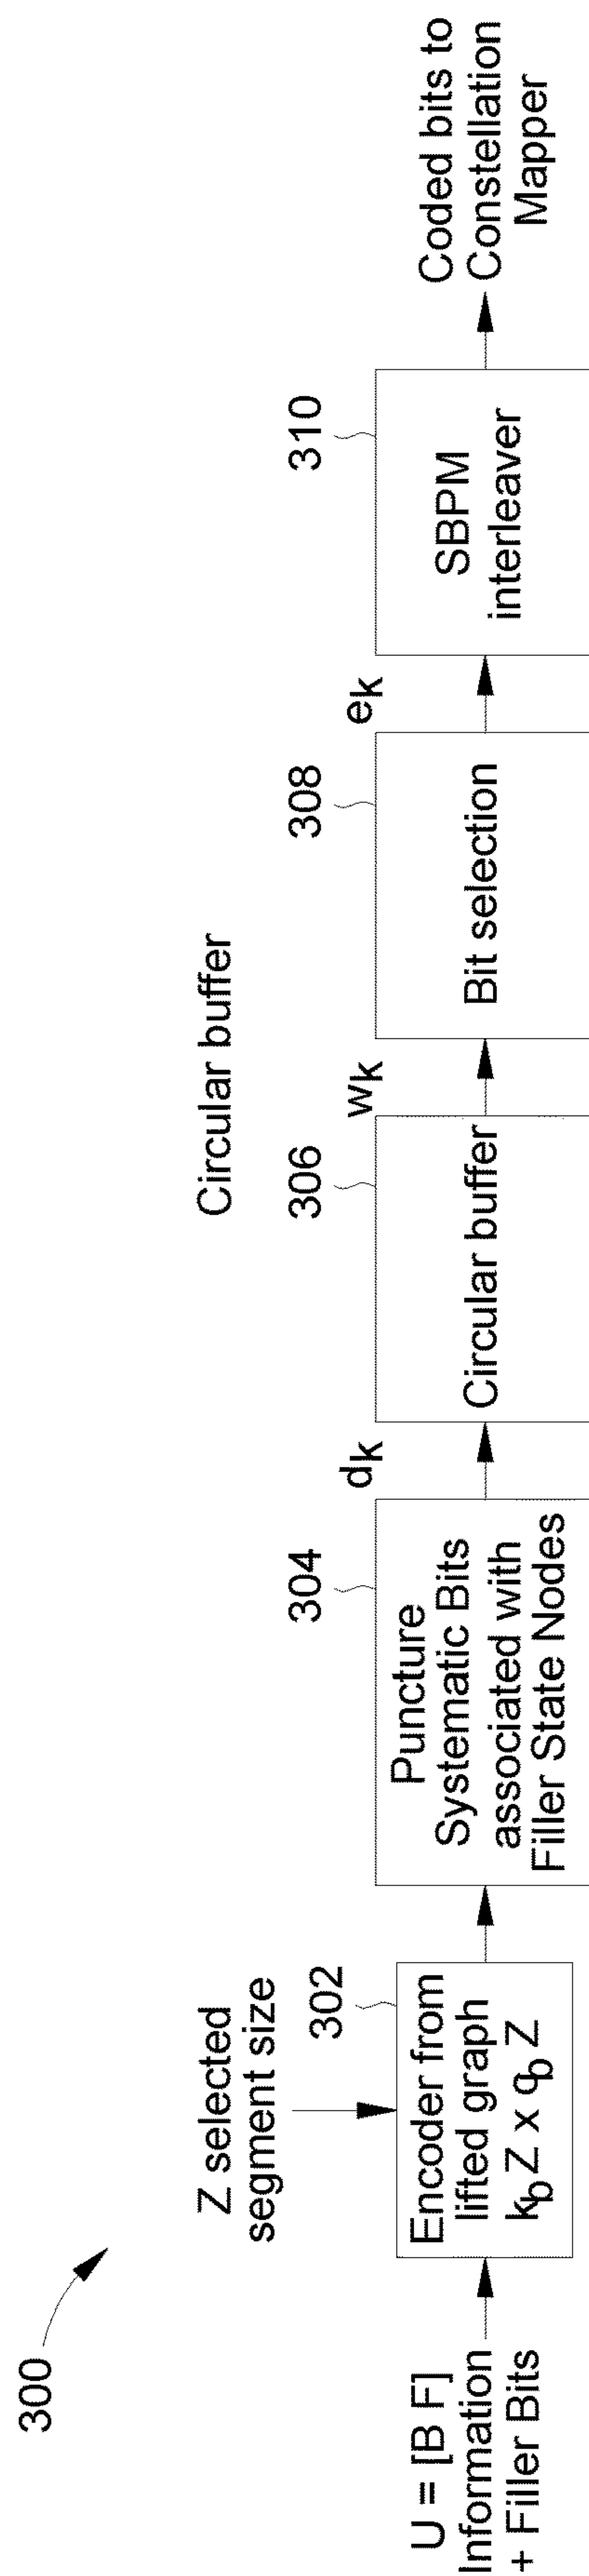 300
Circular buffer
Z selected
segment size
U = [B F]
Information
+ Filler Bits
302
Encoder from
lifted graph
k_b Z x q_b Z
304
Puncture
Systematic Bits
associated with
Filler State Nodes
d_k
306
Circular buffer
w_k
308
Bit selection
e_k
310
SBPM
interleaver
Coded bits to
Constellation
Mapper